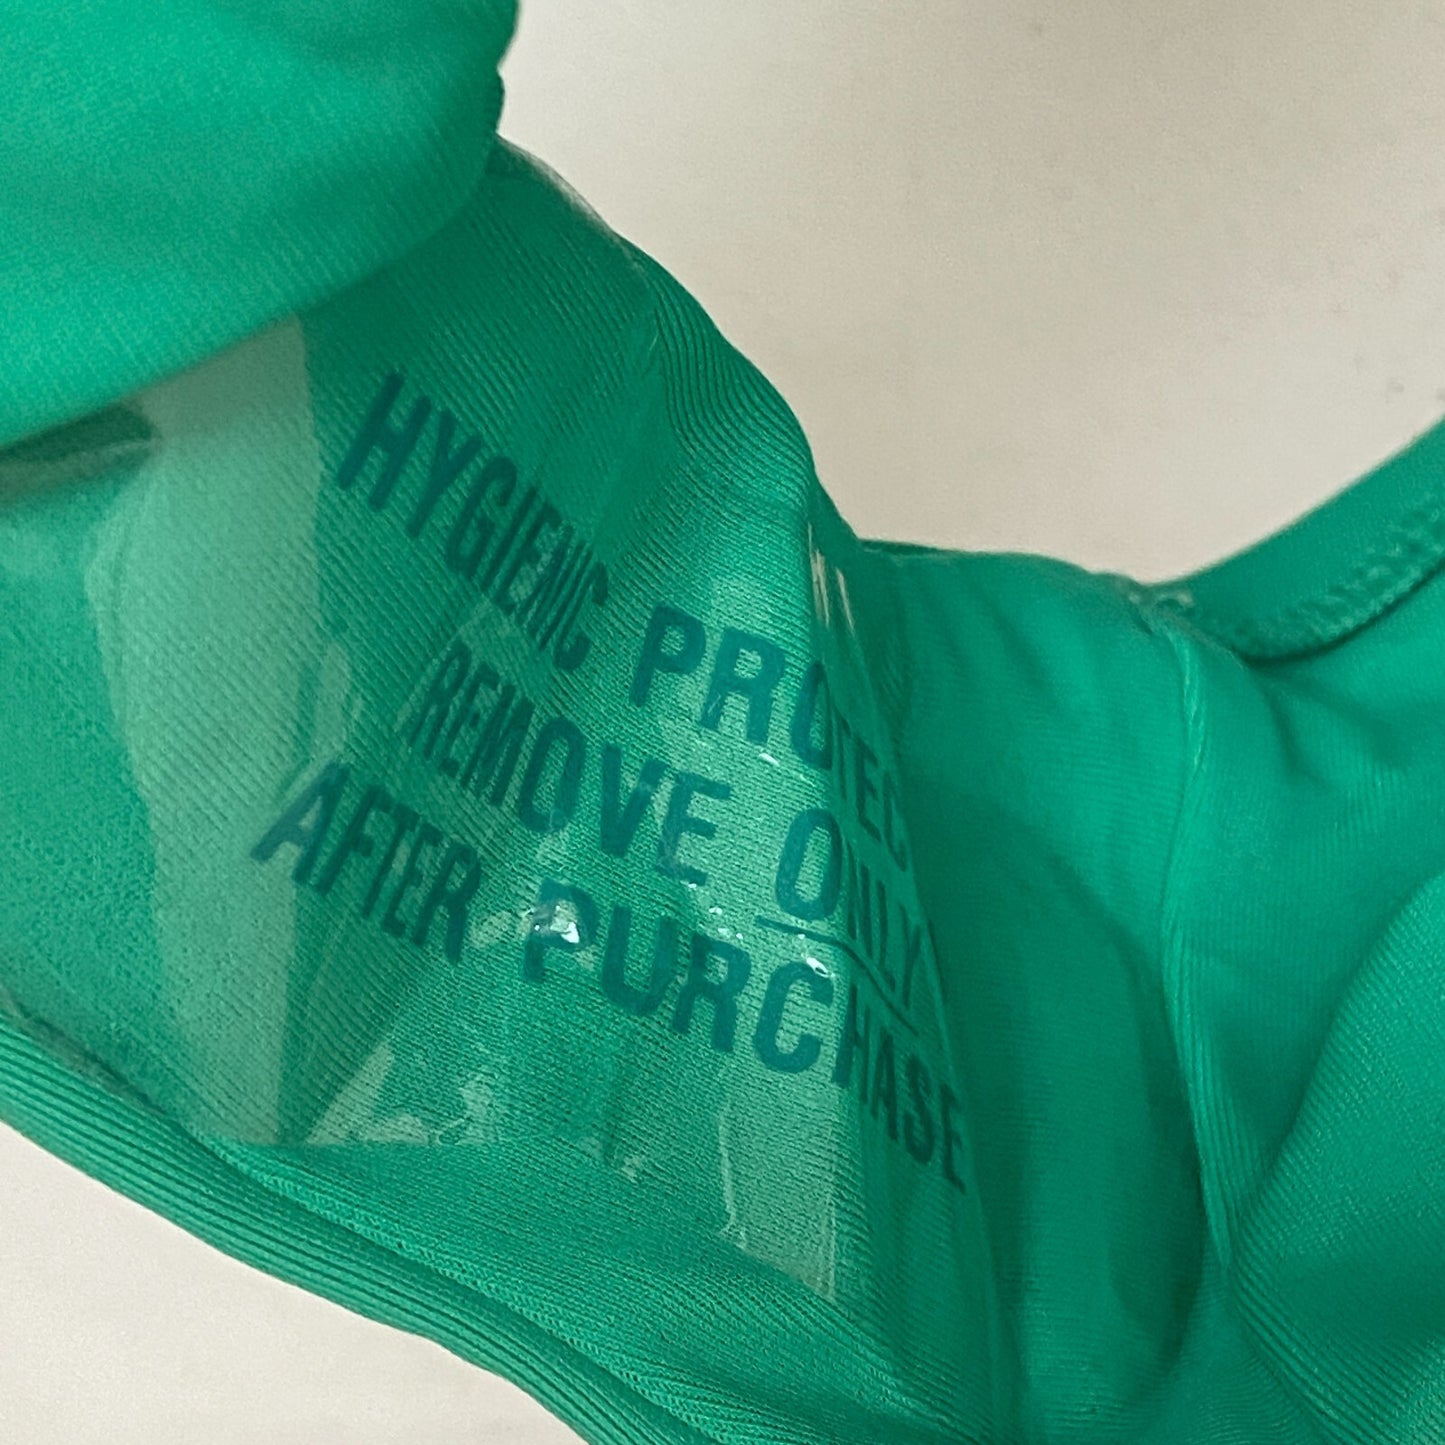 HYGIENIC PROTEC
REMOVE ONLY
AFTER PURCHASE